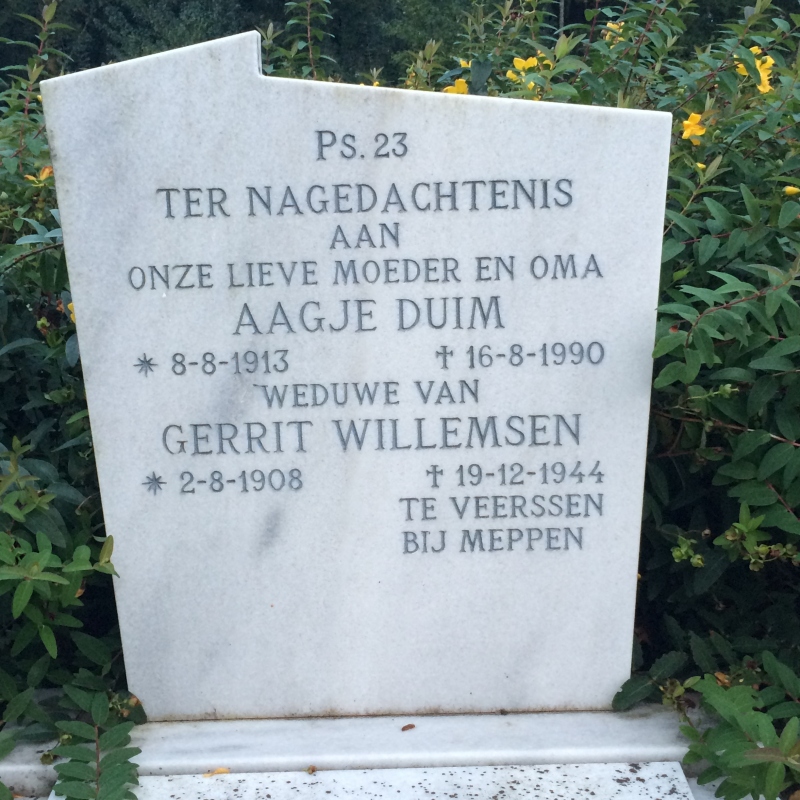 Ps. 23
TER NAGEDACHTENIS
AAN
ONZE LIEVE MOEDER EN OMA
AAGJE DUIM
* 8-8-1913 † 16-8-1990
WEDUWE VAN
GERRIT WILLEMSEN
* 2-8-1908 † 19-12-1944
TE VEERSSEN
BIJ MEPPEN